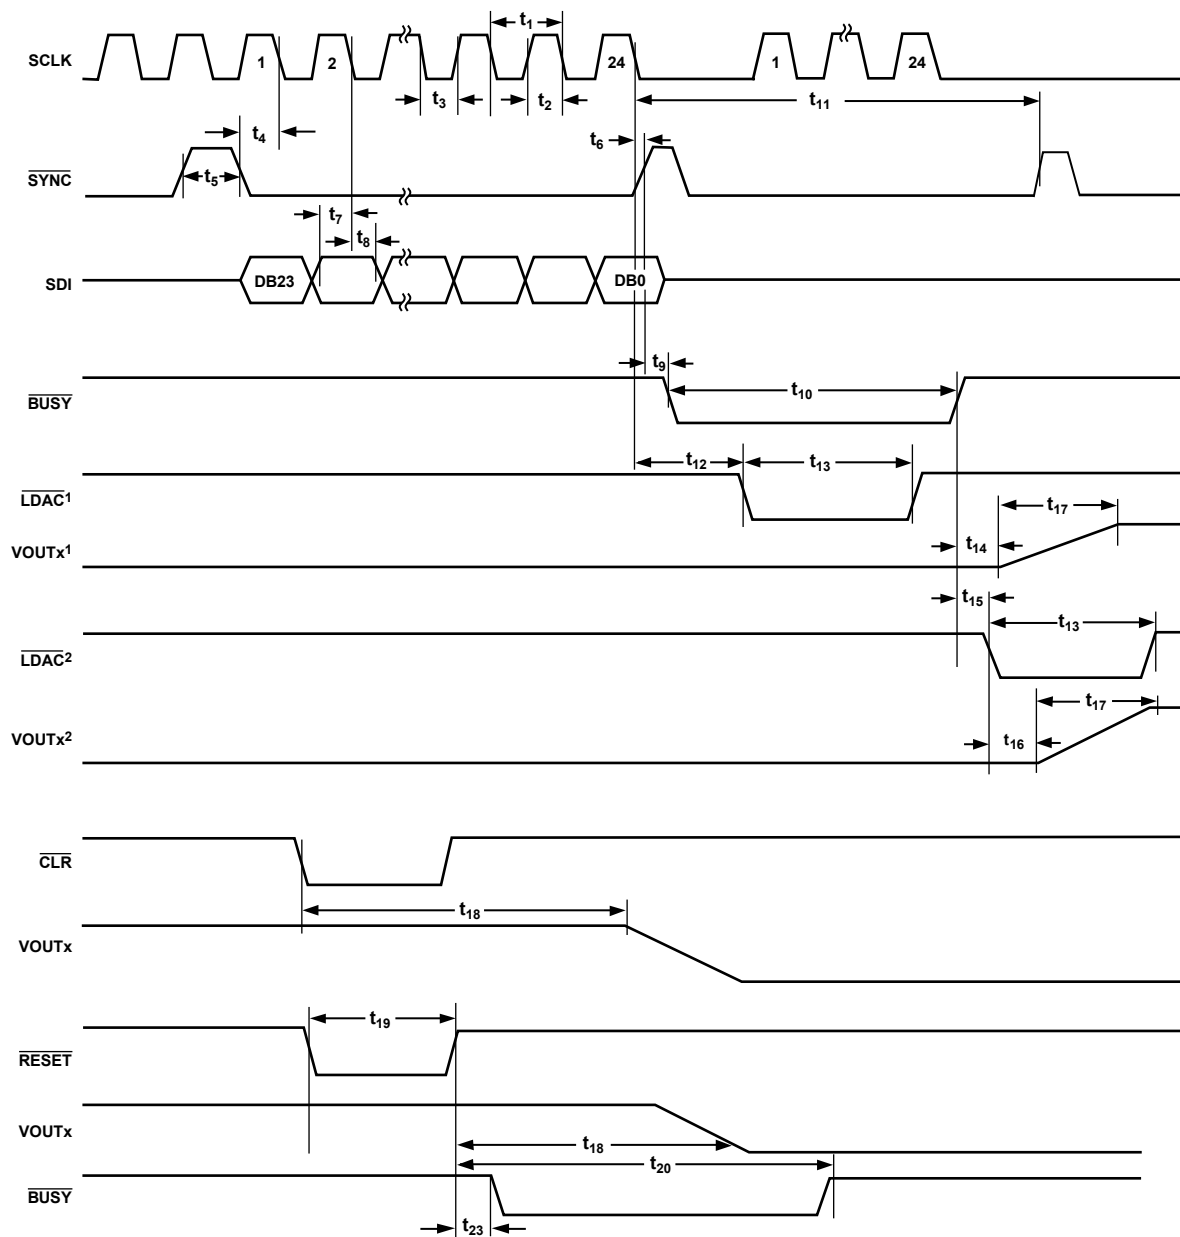 t1
SCLK 1 2 24 1 24
t3 t2 t11
t4 t6
SYNC t5
t7
t8
SDI DB23 DB0
t9
BUSY t10
t12 t13
LDAC1
t17
VOUTx1 t14
t15
t13
LDAC2
t17
VOUTx2 t16
CLR
t18
VOUTx
t19
RESET
VOUTx
t18
t20
BUSY
t23